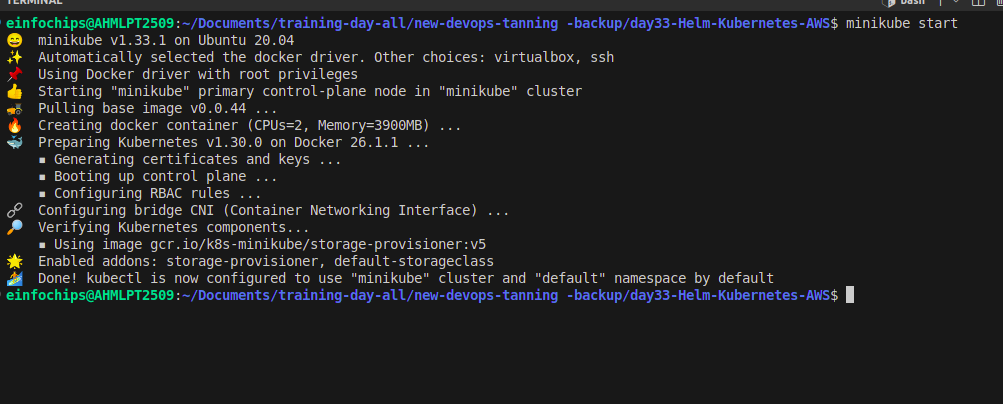 TERMINAL
bash
einfochips@AHMLPT2509:~/Documents/training-day-all/new-devops-tanning -backup/day33-Helm-Kubernetes-AWS$ minikube start
😄 minikube v1.33.1 on Ubuntu 20.04
✨ Automatically selected the docker driver. Other choices: virtualbox, ssh
📌 Using Docker driver with root privileges
👍 Starting "minikube" primary control-plane node in "minikube" cluster
🚜 Pulling base image v0.0.44 ...
🔥 Creating docker container (CPUs=2, Memory=3900MB) ...
🐳 Preparing Kubernetes v1.30.0 on Docker 26.1.1 ...
▪ Generating certificates and keys ...
▪ Booting up control plane ...
▪ Configuring RBAC rules ...
🔗 Configuring bridge CNI (Container Networking Interface) ...
🔎 Verifying Kubernetes components...
▪ Using image gcr.io/k8s-minikube/storage-provisioner:v5
🌟 Enabled addons: storage-provisioner, default-storageclass
🏄 Done! kubectl is now configured to use "minikube" cluster and "default" namespace by default
einfochips@AHMLPT2509:~/Documents/training-day-all/new-devops-tanning -backup/day33-Helm-Kubernetes-AWS$